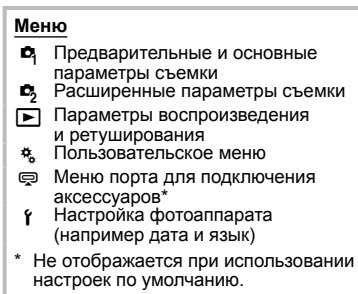 Меню
Предварительные и основные
параметры съемки
Расширенные параметры съемки
Параметры воспроизведения
и ретуширования
Пользовательское меню
Меню порта для подключения
аксессуаров*
Настройка фотоаппарата
(например дата и язык)
* Не отображается при использовании
настроек по умолчанию.